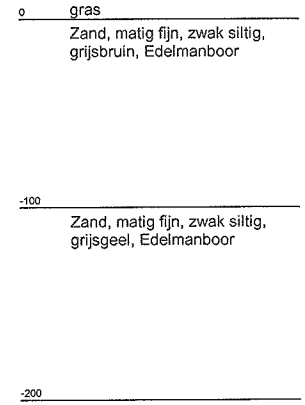 0 gras
Zand, matig fijn, zwak siltig,
grijsbruin, Edelmanboor
-100
Zand, matig fijn, zwak siltig,
grijsgeel, Edelmanboor
-200